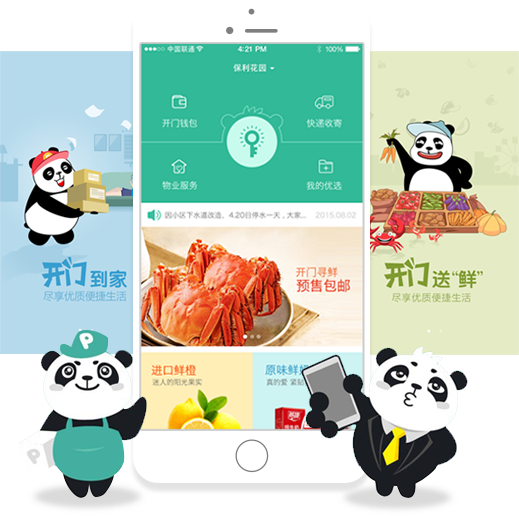 中国联通
4:21 PM
100%
保利花园
开门钱包
快递收寄
物业服务
我的优选
因小区下水道改造、4.20日停水一天，大家...
2015.08.02
开门寻鲜
预售包邮
进口鲜橙
迷人的阳光果实
原味鲜
真的爱 紧贴
开门到家
尽享优质便捷生活
开门送“鲜”
尽享优质便捷生活
P
P